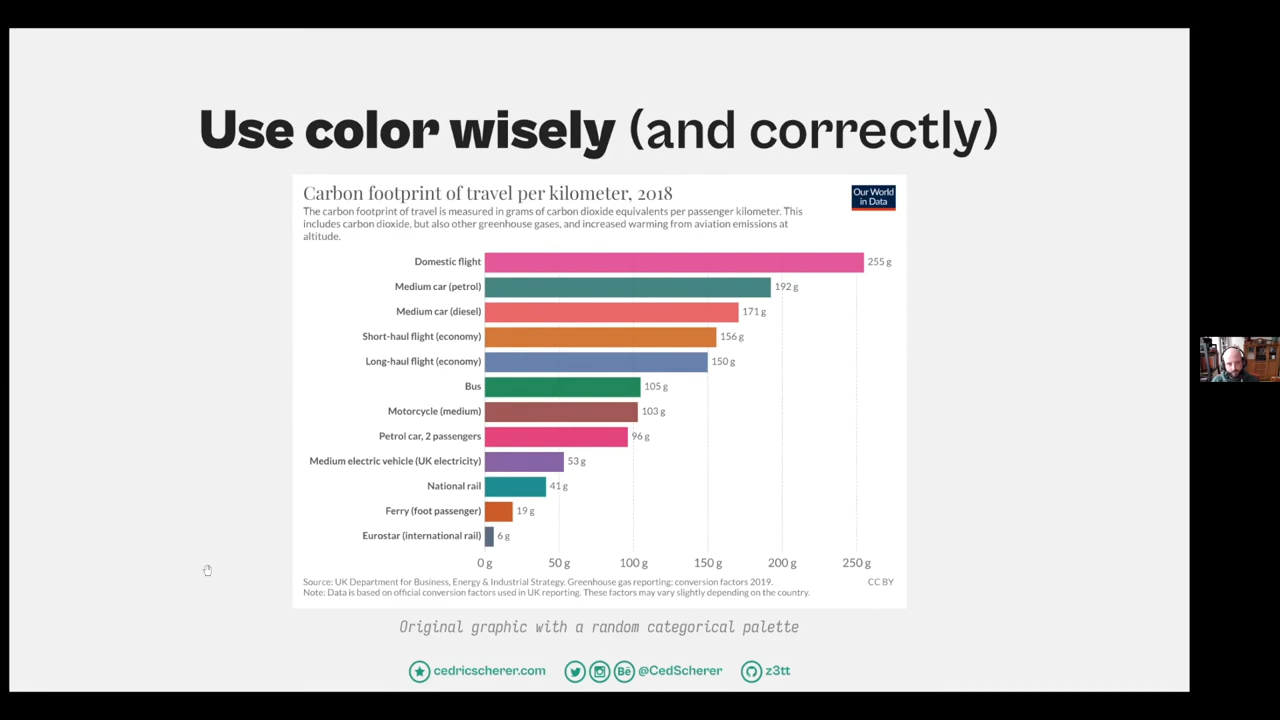 Use color wisely (and correctly)
Carbon footprint of travel per kilometer, 2018
Our World
in Data
The carbon footprint of travel is measured in grams of carbon dioxide equivalents per passenger kilometer. This
includes carbon dioxide, but also other greenhouse gases, and increased warming from aviation emissions at
altitude.
Domestic flight 255 g
Medium car (petrol) 192 g
Medium car (diesel) 171 g
Short-haul flight (economy) 156 g
Long-haul flight (economy) 150 g
Bus 105 g
Motorcycle (medium) 103 g
Petrol car, 2 passengers 96 g
Medium electric vehicle (UK electricity) 53 g
National rail 41 g
Ferry (foot passenger) 19 g
Eurostar (international rail) 6 g
0 g 50 g 100 g 150 g 200 g 250 g
Source: UK Department for Business, Energy & Industrial Strategy. Greenhouse gas reporting: conversion factors 2019. CC BY
Note: Data is based on official conversion factors used in UK reporting. These factors may vary slightly depending on the country.
Original graphic with a random categorical palette
cedricscherer.com Bē @CedScherer z3tt